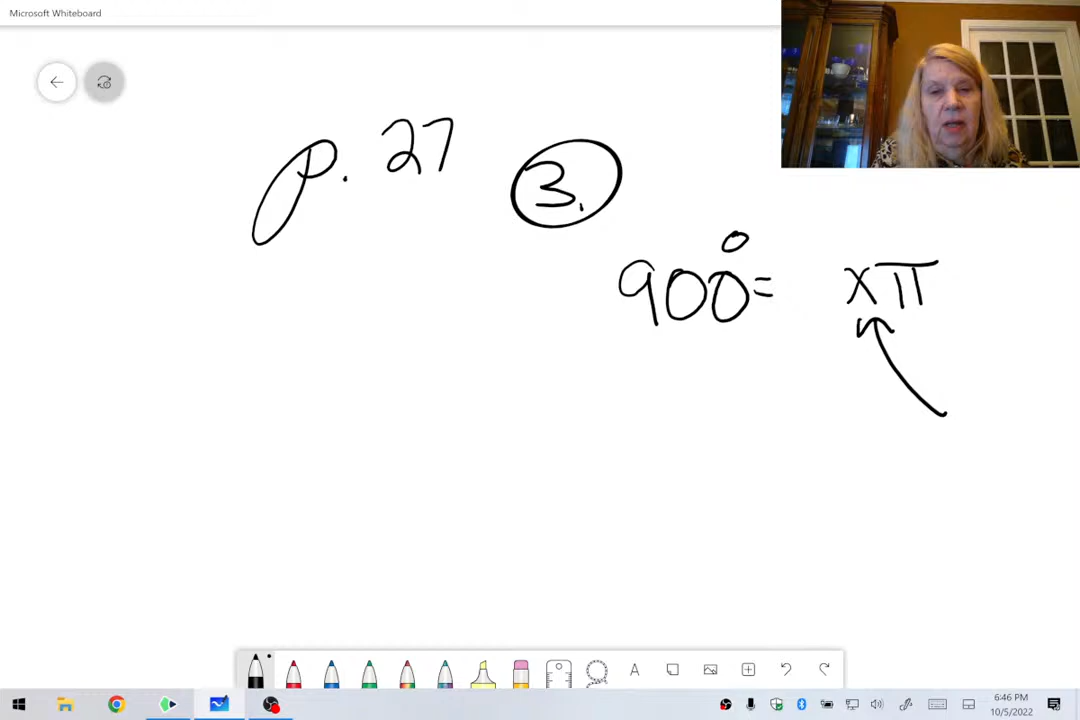 Microsoft Whiteboard
p. 27 3.
900° = xπ
6:46 PM
10/5/2022